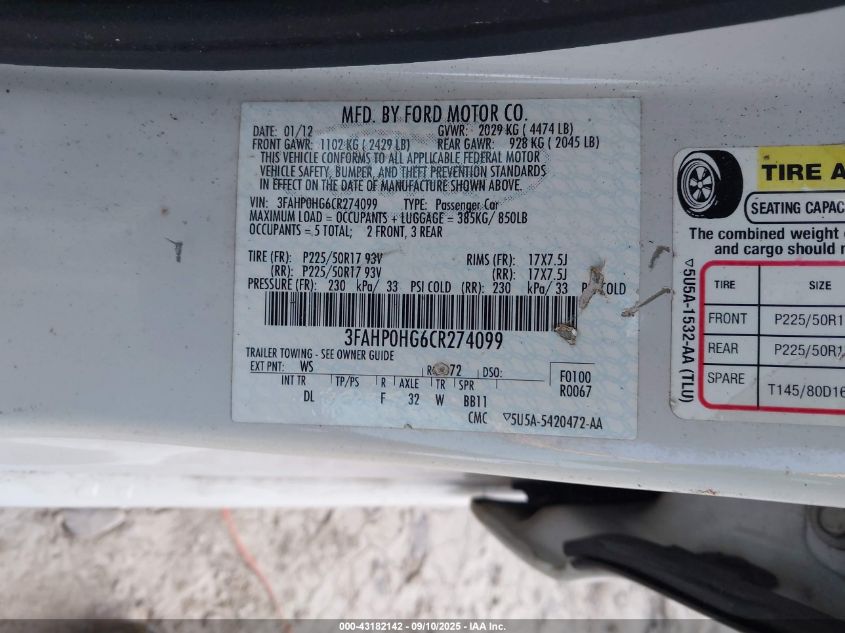 MFD. BY FORD MOTOR CO.
DATE: 01/12 GVWR: 2029 KG ( 4474 LB)
FRONT GAWR: 1102 KG ( 2429 LB) REAR GAWR: 928 KG ( 2045 LB)
THIS VEHICLE CONFORMS TO ALL APPLICABLE FEDERAL MOTOR
VEHICLE SAFETY, BUMPER, AND THEFT PREVENTION STANDARDS
IN EFFECT ON THE DATE OF MANUFACTURE SHOWN ABOVE.
VIN: 3FAHP0HG6CR274099 TYPE: Passenger Car
MAXIMUM LOAD = OCCUPANTS + LUGGAGE = 385KG/ 850LB
OCCUPANTS = 5 TOTAL; 2 FRONT, 3 REAR
TIRE (FR): P225/50R17 93V RIMS (FR): 17X7.5J
(RR): P225/50R17 93V (RR): 17X7.5J
PRESSURE (FR): 230 kPa/ 33 PSI COLD (RR): 230 kPa/ 33 PSI COLD
3FAHP0HG6CR274099
TRAILER TOWING - SEE OWNER GUIDE
EXT PNT: WS 72 DSO: F0100
R0067
INT TR TP/PS R AXLE TR SPR
DL F 32 W BB11
CMC ▽5U5A-5420472-AA
TIRE A
SEATING CAPAC
The combined weight
and cargo should
▽5U5A-1532-AA (TLU)
TIRE SIZE
FRONT P225/50R1
REAR P225/50R1
SPARE T145/80D16
000-43182142 - 09/10/2025 - IAA Inc.